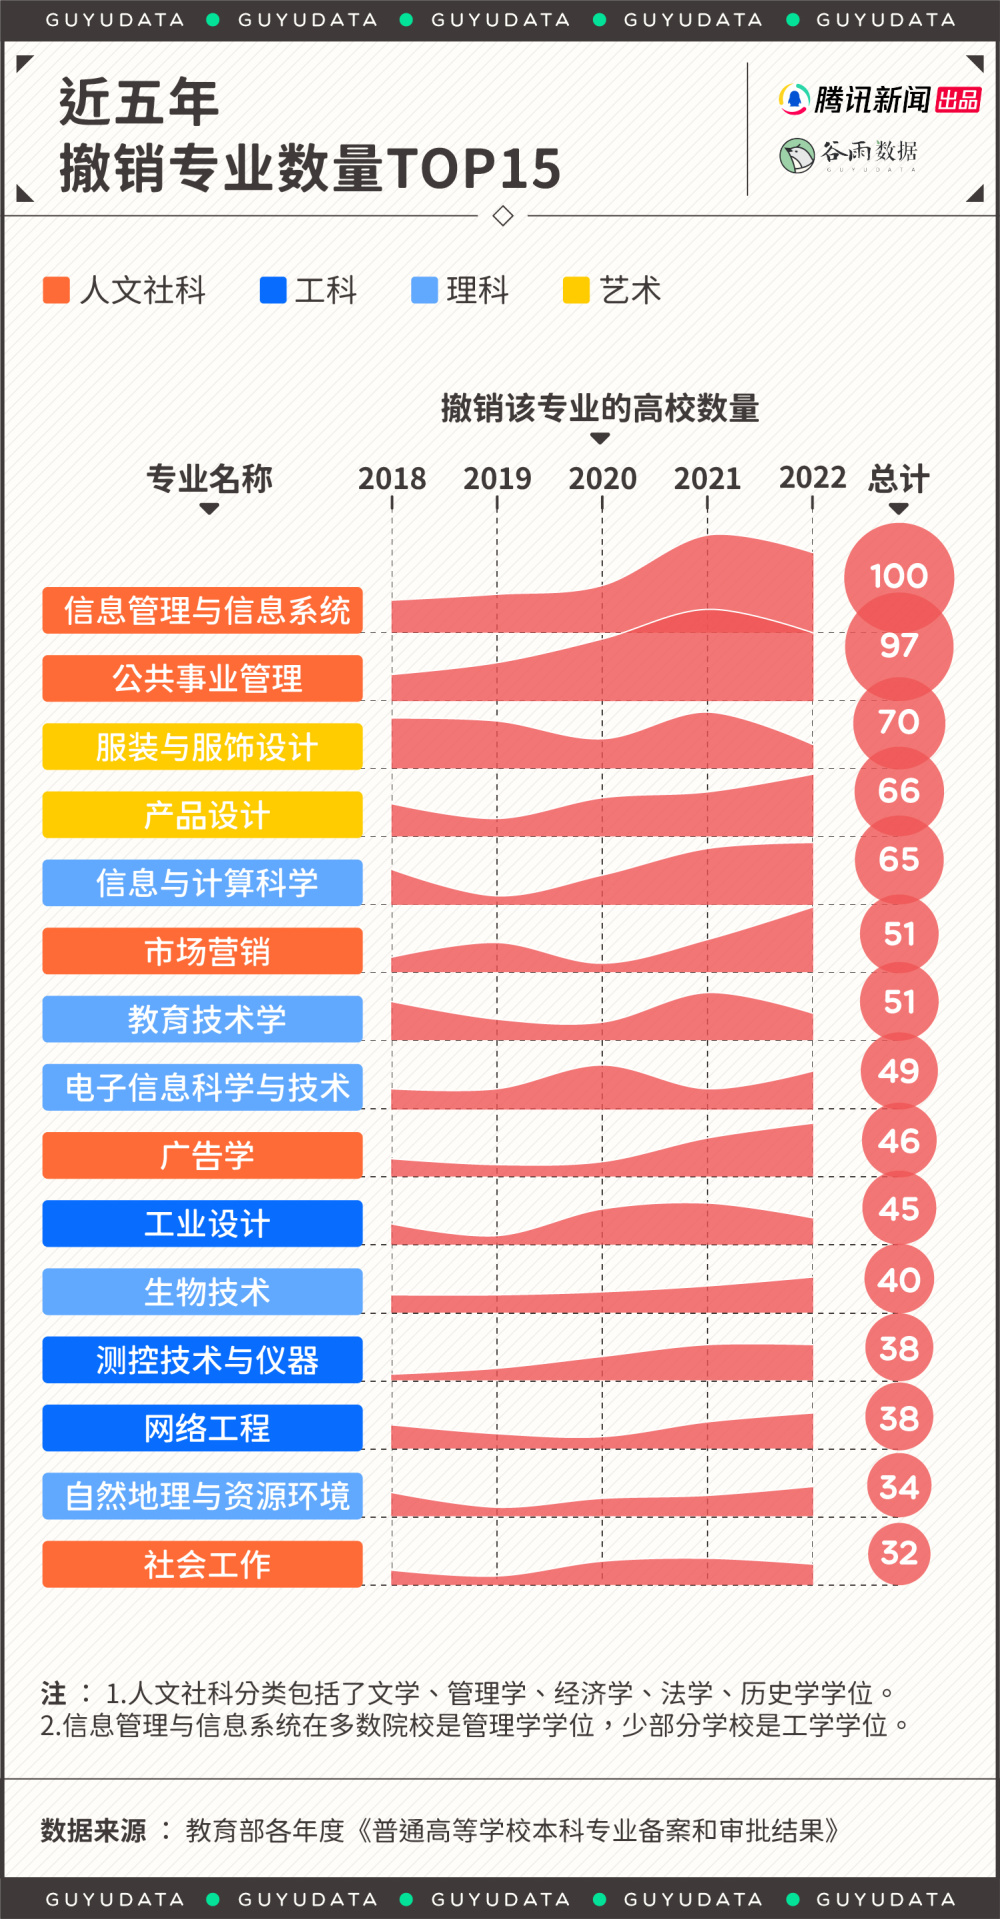 GUYUDATA GUYUDATA GUYUDATA GUYUDATA GUYUDATA
近五年
撤销专业数量TOP15
腾讯新闻 出品
谷雨数据
GUYUDATA
人文社科 工科 理科 艺术
撤销该专业的高校数量
专业名称 2018 2019 2020 2021 2022 总计
信息管理与信息系统 100
公共事业管理 97
服装与服饰设计 70
产品设计 66
信息与计算科学 65
市场营销 51
教育技术学 51
电子信息科学与技术 49
广告学 46
工业设计 45
生物技术 40
测控技术与仪器 38
网络工程 38
自然地理与资源环境 34
社会工作 32
注：1.人文社科分类包括了文学、管理学、经济学、法学、历史学学位。
2.信息管理与信息系统在多数院校是管理学学位，少部分学校是工学学位。
数据来源：教育部各年度《普通高等学校本科专业备案和审批结果》
GUYUDATA GUYUDATA GUYUDATA GUYUDATA GUYUDATA